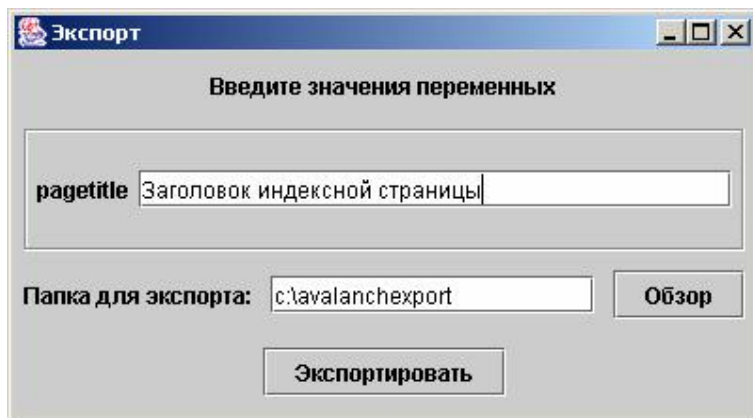 Экспорт
Введите значения переменных
pagetitle Заголовок индексной страницы
Папка для экспорта: c:\avalanchexport Обзор
Экспортировать